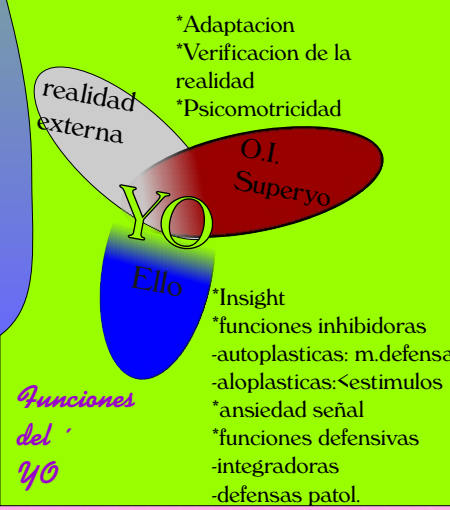 *Adaptacion
*Verificacion de la
realidad
*Psicomotricidad
realidad
externa
O.I.
Superyo
YO
Ello
*Insight
*funciones inhibidoras
-autoplasticas: m.defensa
-aloplasticas:<estimulos
*ansiedad señal
*funciones defensivas
-integradoras
-defensas patol.
Funciones
del ´
YO